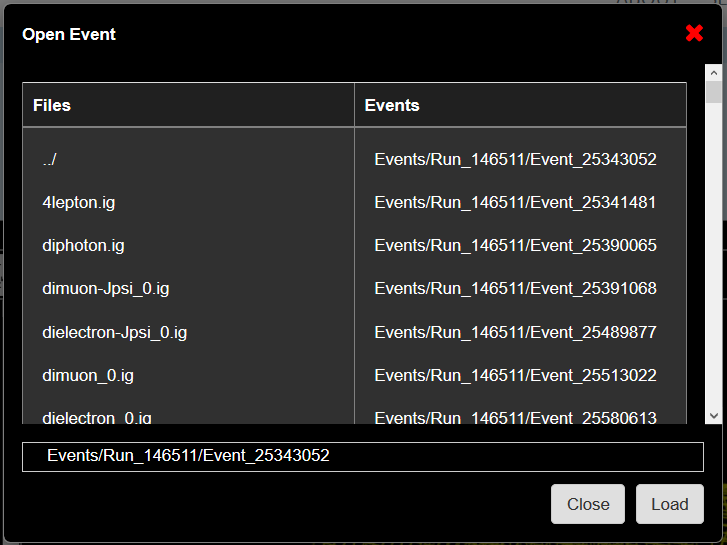 Open Event
Files Events
../ Events/Run_146511/Event_25343052
4lepton.ig Events/Run_146511/Event_25341481
diphoton.ig Events/Run_146511/Event_25390065
dimuon-Jpsi_0.ig Events/Run_146511/Event_25391068
dielectron-Jpsi_0.ig Events/Run_146511/Event_25489877
dimuon_0.ig Events/Run_146511/Event_25513022
dielectron_0.ig Events/Run_146511/Event_25580613
Events/Run_146511/Event_25343052
Close Load